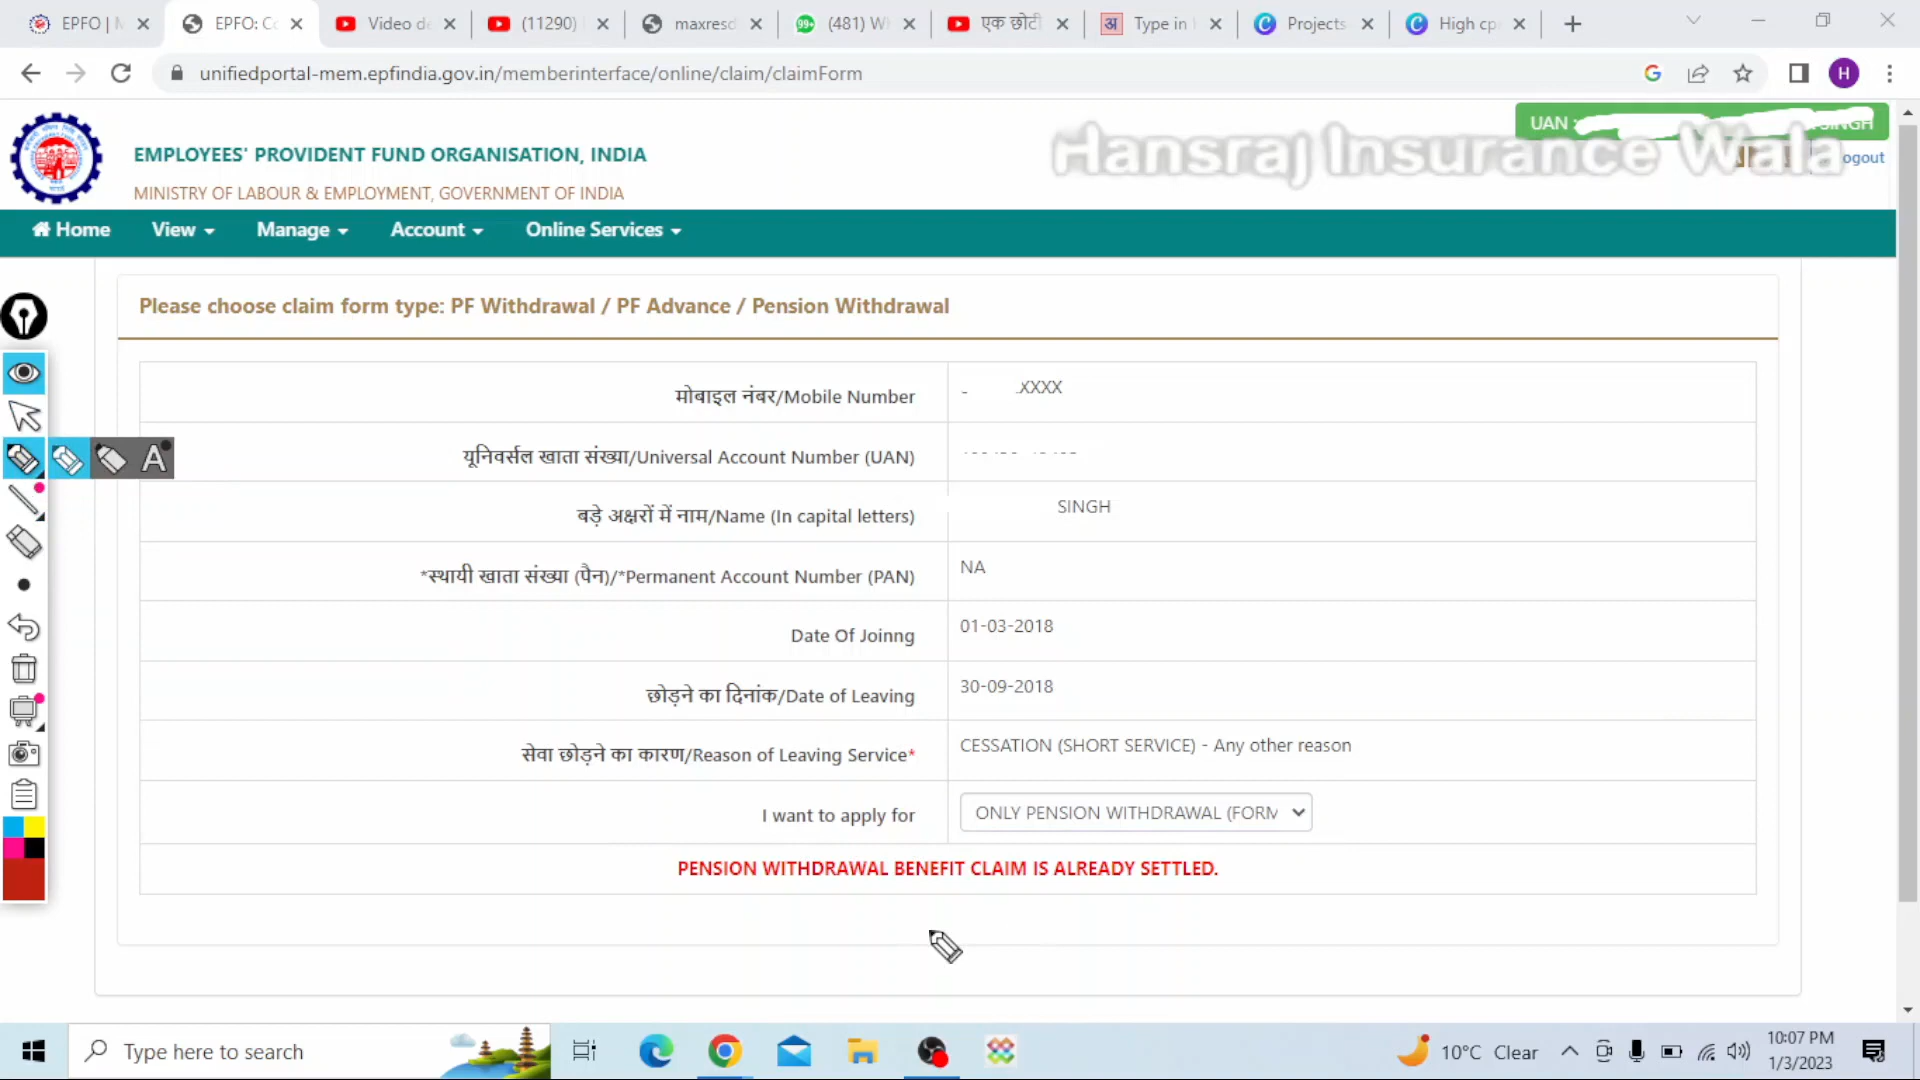 EPFO | M
EPFO: Co
Video de
(11290)
maxresd
99+
(481) W
एक छोटी
अ
Type in
Projects
High cp
unifiedportal-mem.epfindia.gov.in/memberinterface/online/claim/claimForm
G
H
UAN :
SINGH
Hansraj Insurance Wala
ogout
EMPLOYEES' PROVIDENT FUND ORGANISATION, INDIA
MINISTRY OF LABOUR & EMPLOYMENT, GOVERNMENT OF INDIA
Home View Manage Account Online Services
Please choose claim form type: PF Withdrawal / PF Advance / Pension Withdrawal
मोबाइल नंबर/Mobile Number
XXXX
यूनिवर्सल खाता संख्या/Universal Account Number (UAN)
बड़े अक्षरों में नाम/Name (In capital letters)
SINGH
*स्थायी खाता संख्या (पैन)/*Permanent Account Number (PAN)
NA
Date Of Joinng
01-03-2018
छोड़ने का दिनांक/Date of Leaving
30-09-2018
सेवा छोड़ने का कारण/Reason of Leaving Service*
CESSATION (SHORT SERVICE) - Any other reason
I want to apply for
ONLY PENSION WITHDRAWAL (FORM
PENSION WITHDRAWAL BENEFIT CLAIM IS ALREADY SETTLED.
A
Type here to search
10°C Clear
10:07 PM
1/3/2023